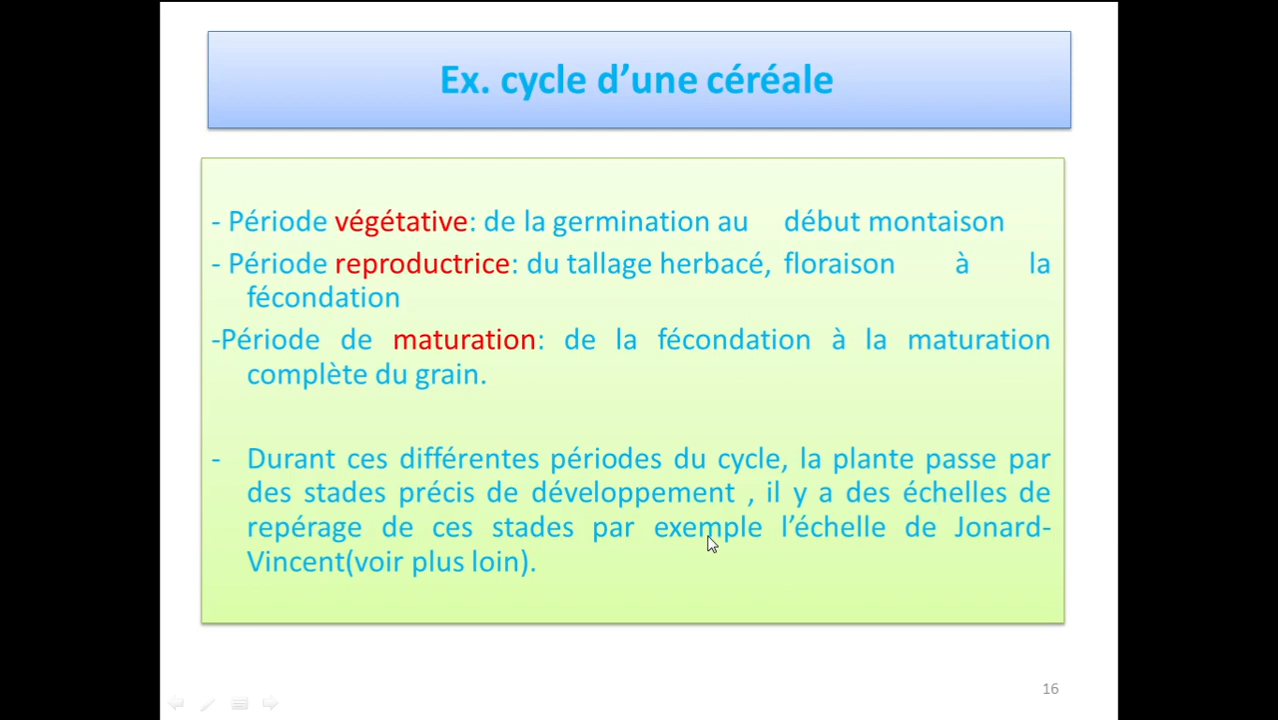 Ex. cycle d’une céréale
- Période végétative: de la germination au début montaison
- Période reproductrice: du tallage herbacé, floraison à la
fécondation
-Période de maturation: de la fécondation à la maturation
complète du grain.
- Durant ces différentes périodes du cycle, la plante passe par
des stades précis de développement , il y a des échelles de
repérage de ces stades par exemple l’échelle de Jonard-
Vincent(voir plus loin).
16